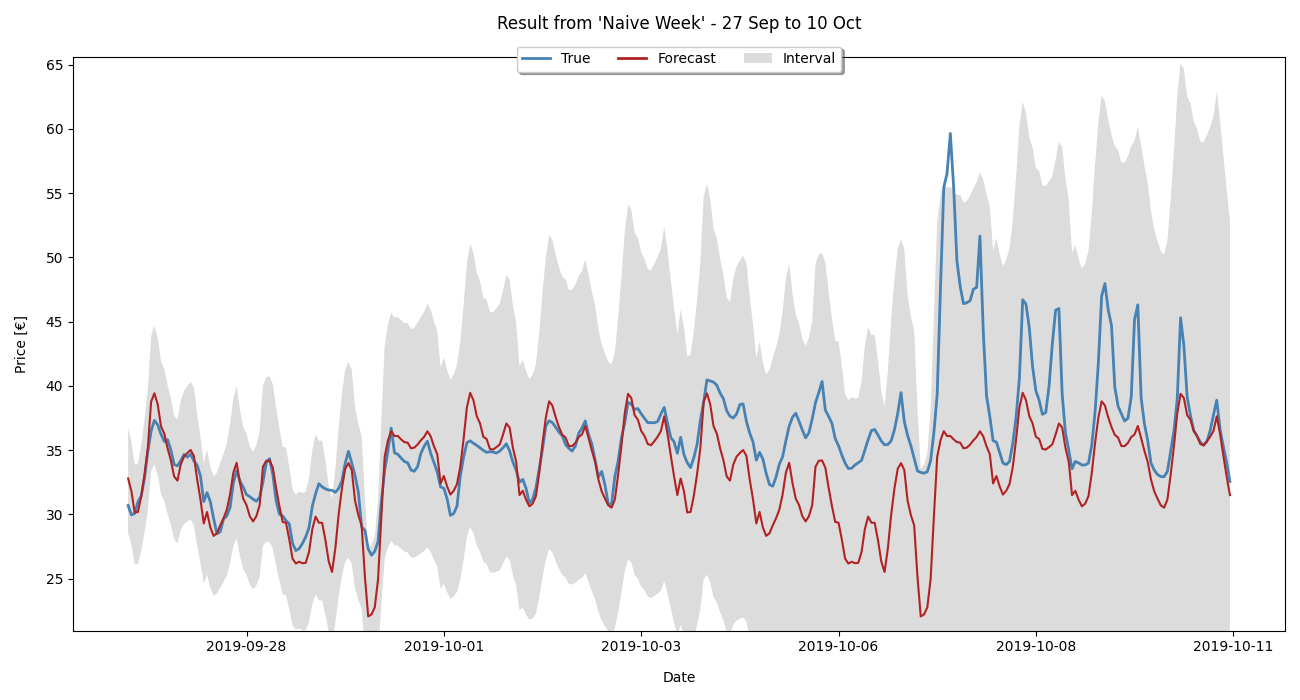 Result from 'Naive Week' - 27 Sep to 10 Oct
True Forecast Interval
65
60
55
50
45
40
35
30
25
Price [€]
2019-09-28 2019-10-01 2019-10-03 2019-10-06 2019-10-08 2019-10-11
Date